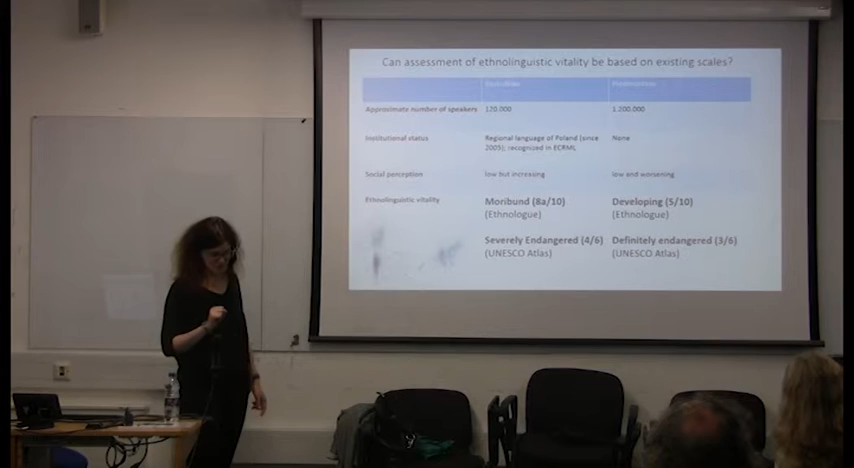 Can assessment of ethnolinguistic vitality be based on existing scales?
Approximate number of speakers 120.000 1.200.000
Institutional status Regional language of Poland (since None
2005); recognized in ECRML
Social perception low but increasing low and worsening
Ethnolinguistic vitality Moribund (8a/10) Developing (5/10)
(Ethnologue) (Ethnologue)
Severely Endangered (4/6) Definitely endangered (3/6)
(UNESCO Atlas) (UNESCO Atlas)